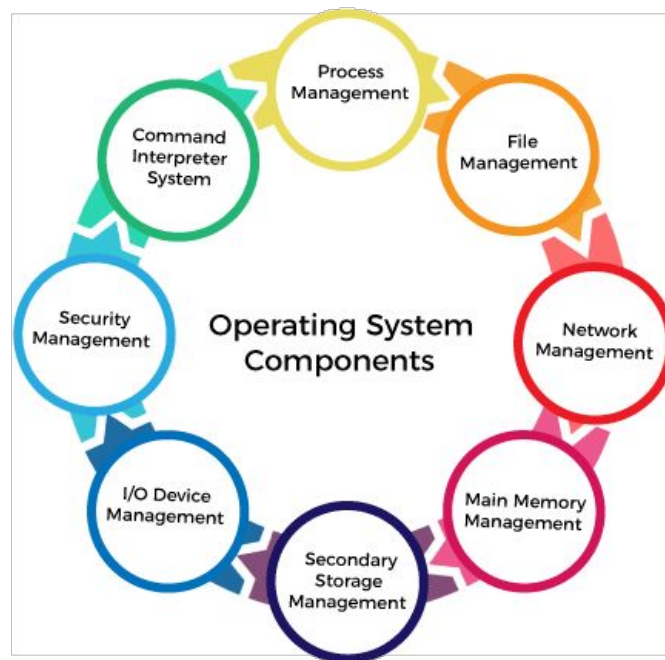 Process
Management
File
Management
Network
Management
Main Memory
Management
Secondary
Storage
Management
I/O Device
Management
Security
Management
Command
Interpreter
System
Operating System
Components